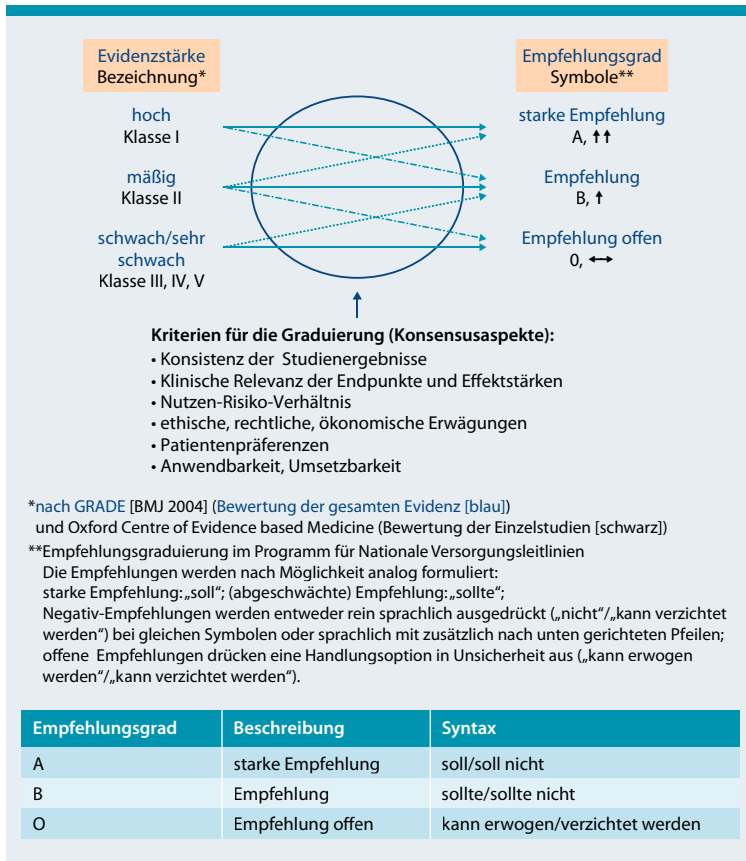 Evidenzstärke
Bezeichnung*
Empfehlungsgrad
Symbole**
hoch
Klasse I
starke Empfehlung
A, ↑↑
mäßig
Klasse II
Empfehlung
B, ↑
schwach/sehr
schwach
Klasse III, IV, V
Empfehlung offen
0, ↔
Kriterien für die Graduierung (Konsensusaspekte):
• Konsistenz der Studienergebnisse
• Klinische Relevanz der Endpunkte und Effektstärken
• Nutzen-Risiko-Verhältnis
• ethische, rechtliche, ökonomische Erwägungen
• Patientenpräferenzen
• Anwendbarkeit, Umsetzbarkeit
*nach GRADE [BMJ 2004] (Bewertung der gesamten Evidenz [blau])
und Oxford Centre of Evidence based Medicine (Bewertung der Einzelstudien [schwarz])
**Empfehlungsgraduierung im Programm für Nationale Versorgungsleitlinien
Die Empfehlungen werden nach Möglichkeit analog formuliert:
starke Empfehlung: „soll“; (abgeschwächte) Empfehlung: „sollte“;
Negativ-Empfehlungen werden entweder rein sprachlich ausgedrückt („nicht“/„kann verzichtet
werden“) bei gleichen Symbolen oder sprachlich mit zusätzlich nach unten gerichteten Pfeilen;
offene Empfehlungen drücken eine Handlungsoption in Unsicherheit aus („kann erwogen
werden“/„kann verzichtet werden“).
Empfehlungsgrad Beschreibung Syntax
A starke Empfehlung soll/soll nicht
B Empfehlung sollte/sollte nicht
O Empfehlung offen kann erwogen/verzichtet werden